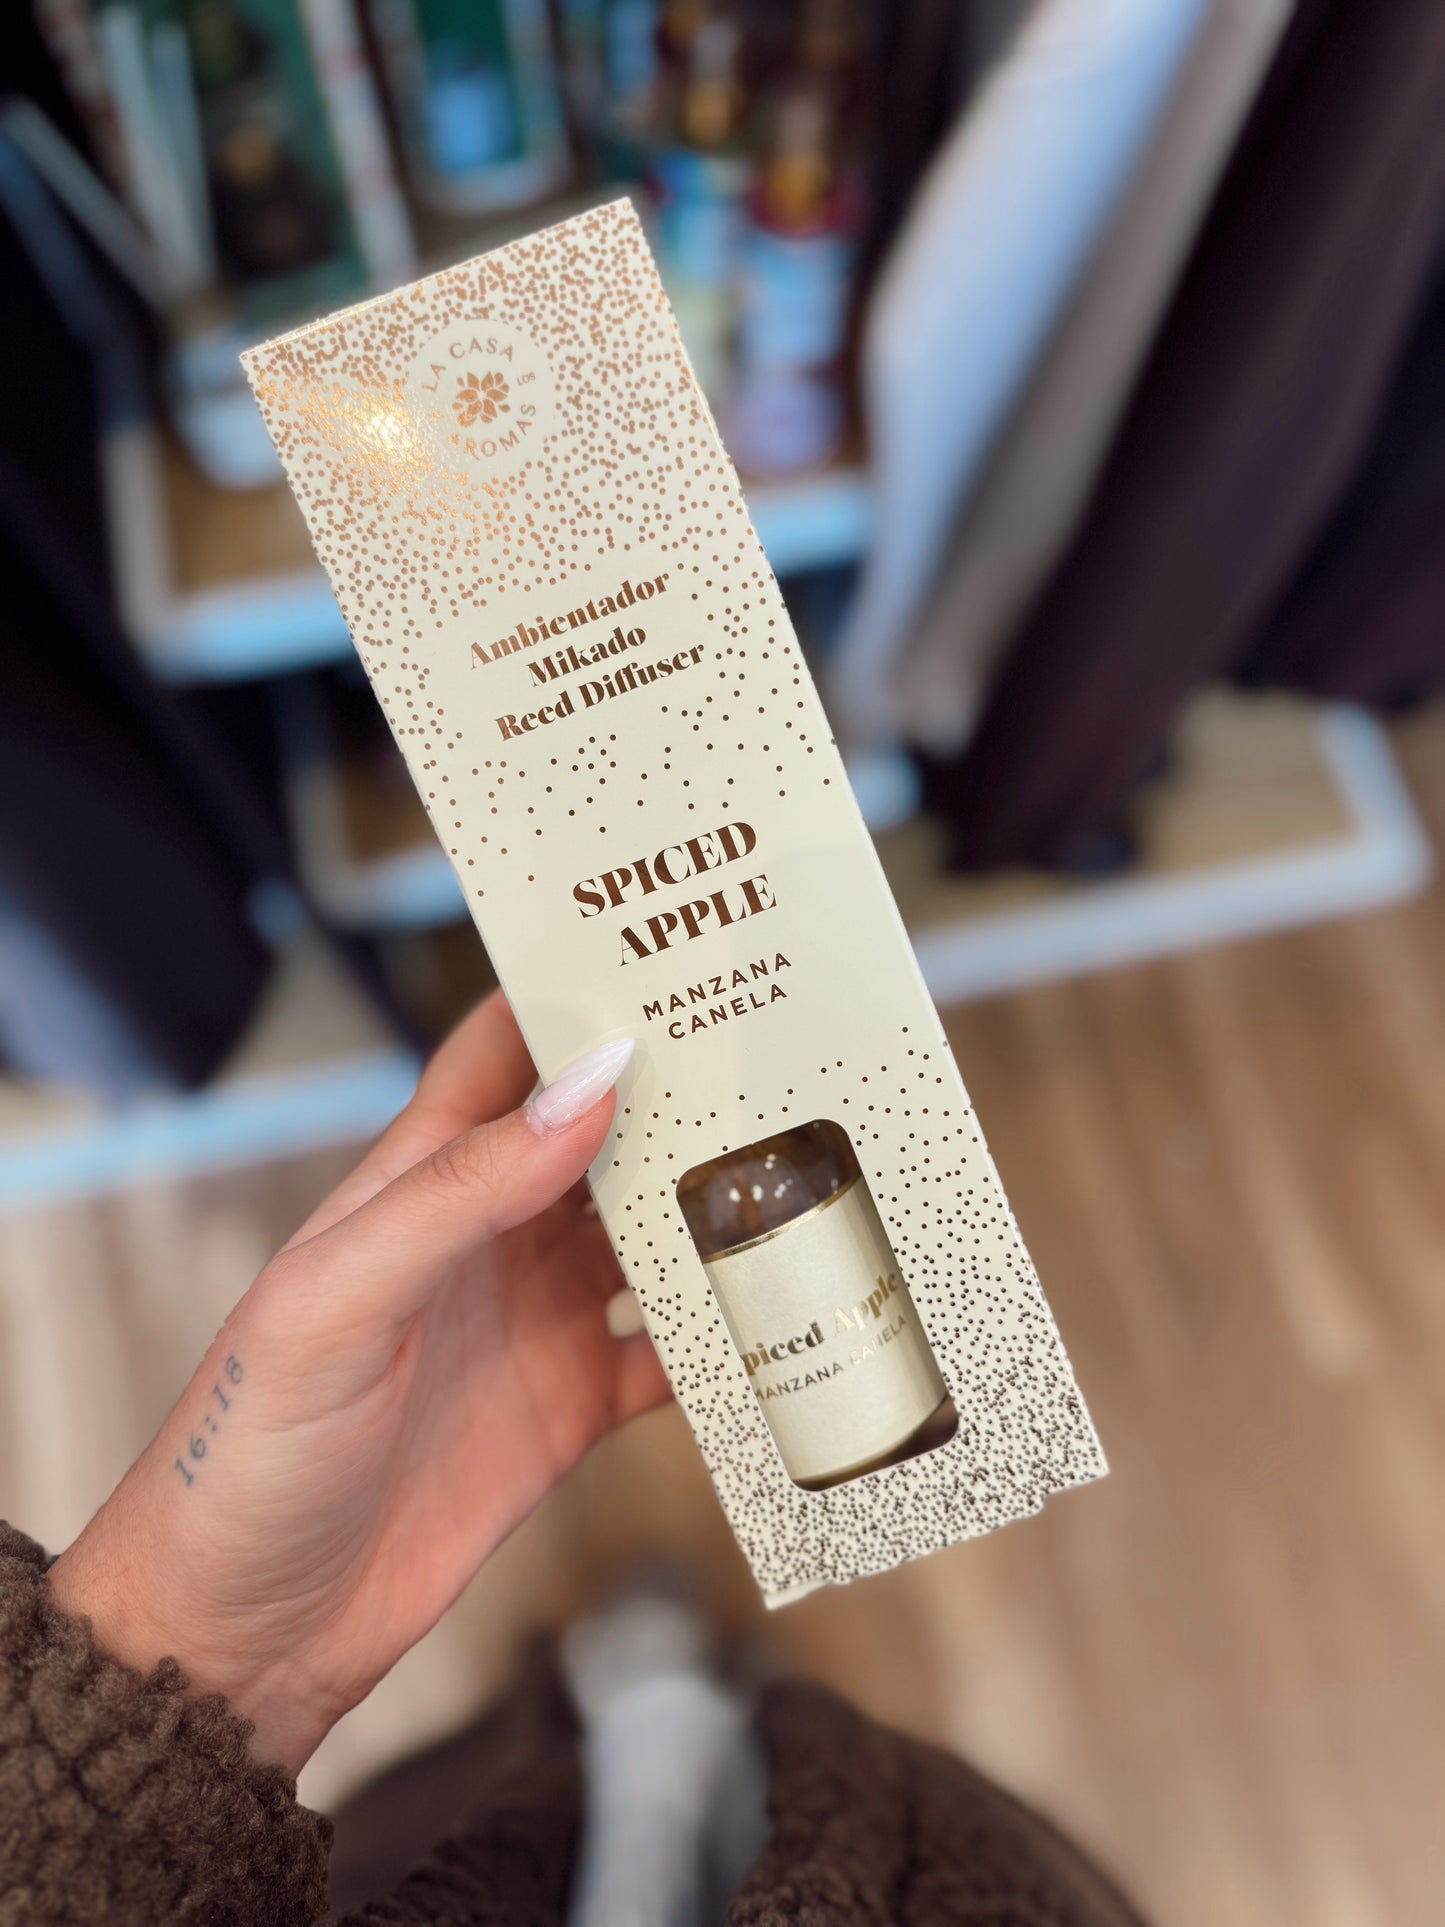 LA CASA
LOS
AROMAS
Ambientador
Mikado
Reed Diffuser
SPICED
APPLE
MANZANA
CANELA
piced Apple
MANZANA CANELA
16:18